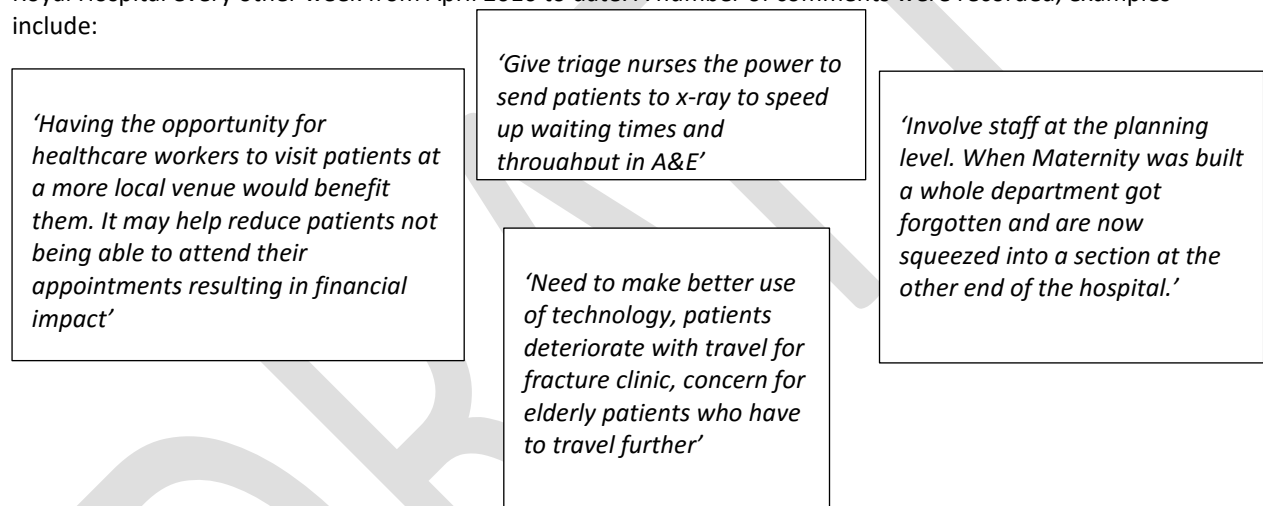 Royal Hospital every other week from April to date. A number of comments were recorded, examples
include:
‘Having the opportunity for
healthcare workers to visit patients at
a more local venue would benefit
them. It may help reduce patients not
being able to attend their
appointments resulting in financial
impact’
‘Give triage nurses the power to
send patients to x-ray to speed
up waiting times and
throughput in A&E’
‘Need to make better use
of technology, patients
deteriorate with travel for
fracture clinic, concern for
elderly patients who have
to travel further’
‘Involve staff at the planning
level. When Maternity was built
a whole department got
forgotten and are now
squeezed into a section at the
other end of the hospital.’